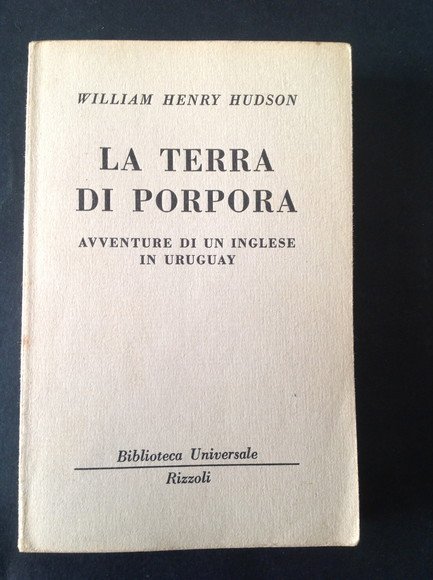 WILLIAM HENRY HUDSON
LA TERRA
DI PORPORA
AVVENTURE DI UN INGLESE
IN URUGUAY
Biblioteca Universale
Rizzoli